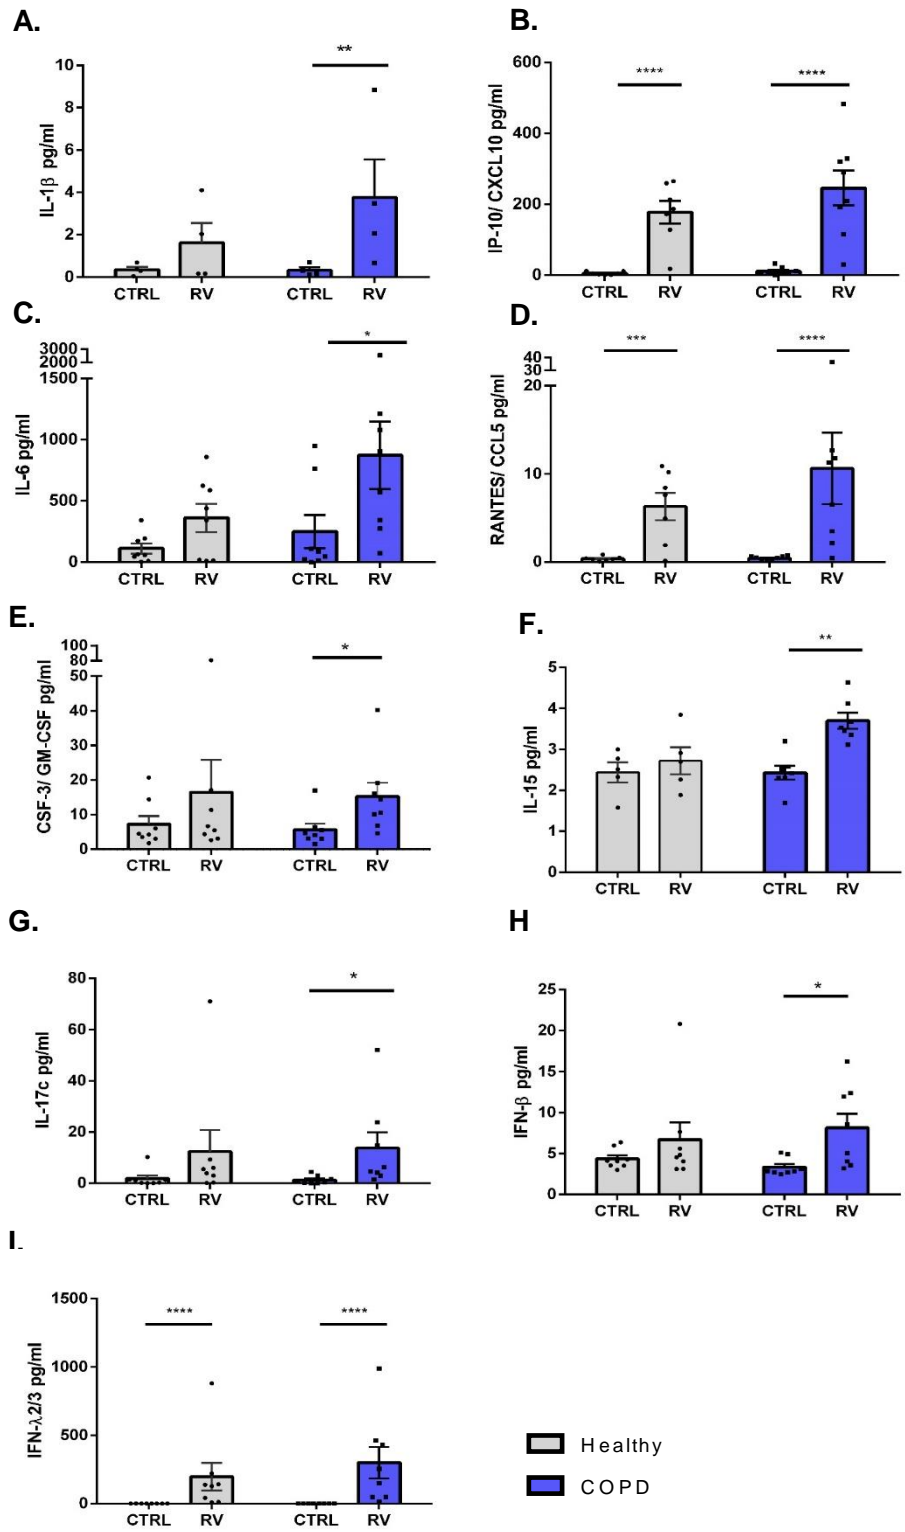 A.
**
10
8
6
4
2
0
IL-1β pg/ml
CTRL RV CTRL RV
B.
**** ****
600
400
200
0
IP-10/ CXCL10 pg/ml
CTRL RV CTRL RV
C.
*
3000
2000
1500
1000
500
0
IL-6 pg/ml
CTRL RV CTRL RV
D.
*** ****
40
30
20
10
0
RANTES/ CCL5 pg/ml
CTRL RV CTRL RV
E.
*
100
80
50
40
30
20
10
0
CSF-3/ GM-CSF pg/ml
CTRL RV CTRL RV
F.
**
5
4
3
2
1
0
IL-15 pg/ml
CTRL RV CTRL RV
G.
*
80
60
40
20
0
IL-17c pg/ml
CTRL RV CTRL RV
H
*
25
20
15
10
5
0
IFN-β pg/ml
CTRL RV CTRL RV
I.
**** ****
1500
1000
500
0
IFN-λ2/3 pg/ml
CTRL RV CTRL RV
Healthy
COPD